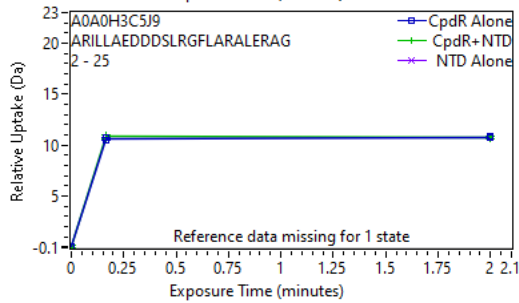 23
A0A0H3C5J9
CpdR Alone
20
ARILLAEDDDSLRGFLARALERAG
CpdR+NTD
2 - 25
NTD Alone
15
10
5
-0.1
Relative Uptake (Da)
Reference data missing for 1 state
0 0.25 0.5 0.75 1 1.25 1.5 1.75 2 2.1
Exposure Time (minutes)